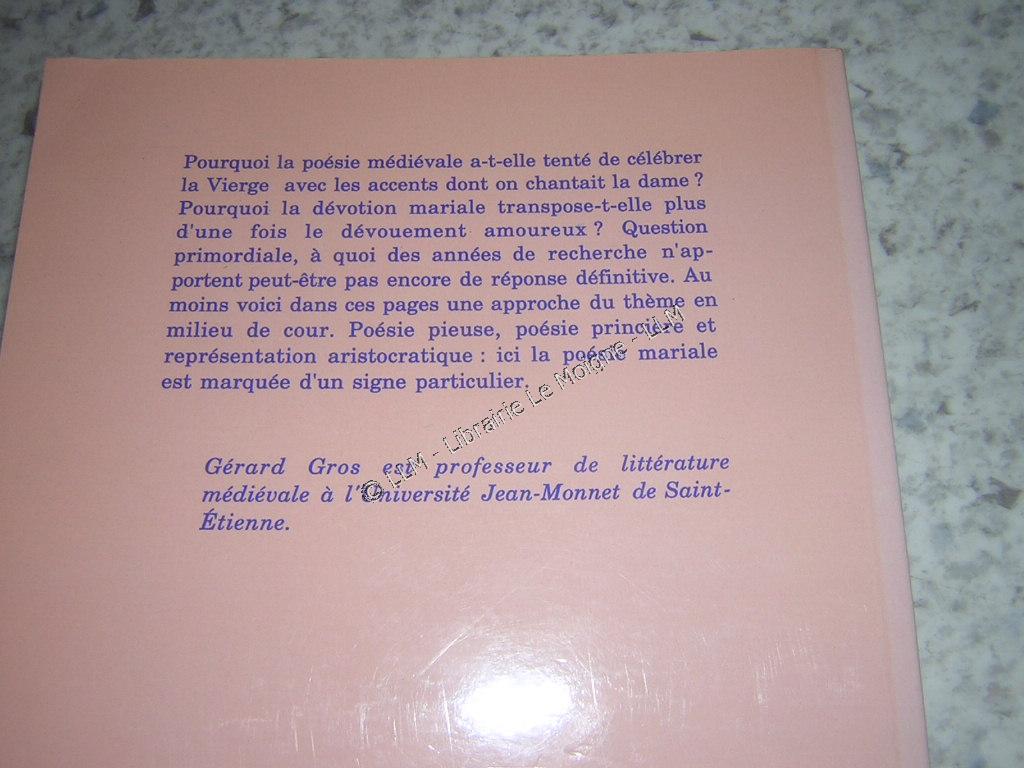 Pourquoi la poésie médiévale a-t-elle tenté de célébrer
la Vierge avec les accents dont on chantait la dame ?
Pourquoi la dévotion mariale transpose-t-elle plus
d'une fois le dévouement amoureux ? Question
primordiale, à quoi des années de recherche n'ap-
portent peut-être pas encore de réponse définitive. Au
moins voici dans ces pages une approche du thème en
milieu de cour. Poésie pieuse, poésie princière et
représentation aristocratique : ici la poésie mariale
est marquée d'un signe particulier.
Gérard Gros est professeur de littérature
médiévale à l'Université Jean-Monnet de Saint-
Étienne.
© LLM - Librairie Le Moigne - LLM